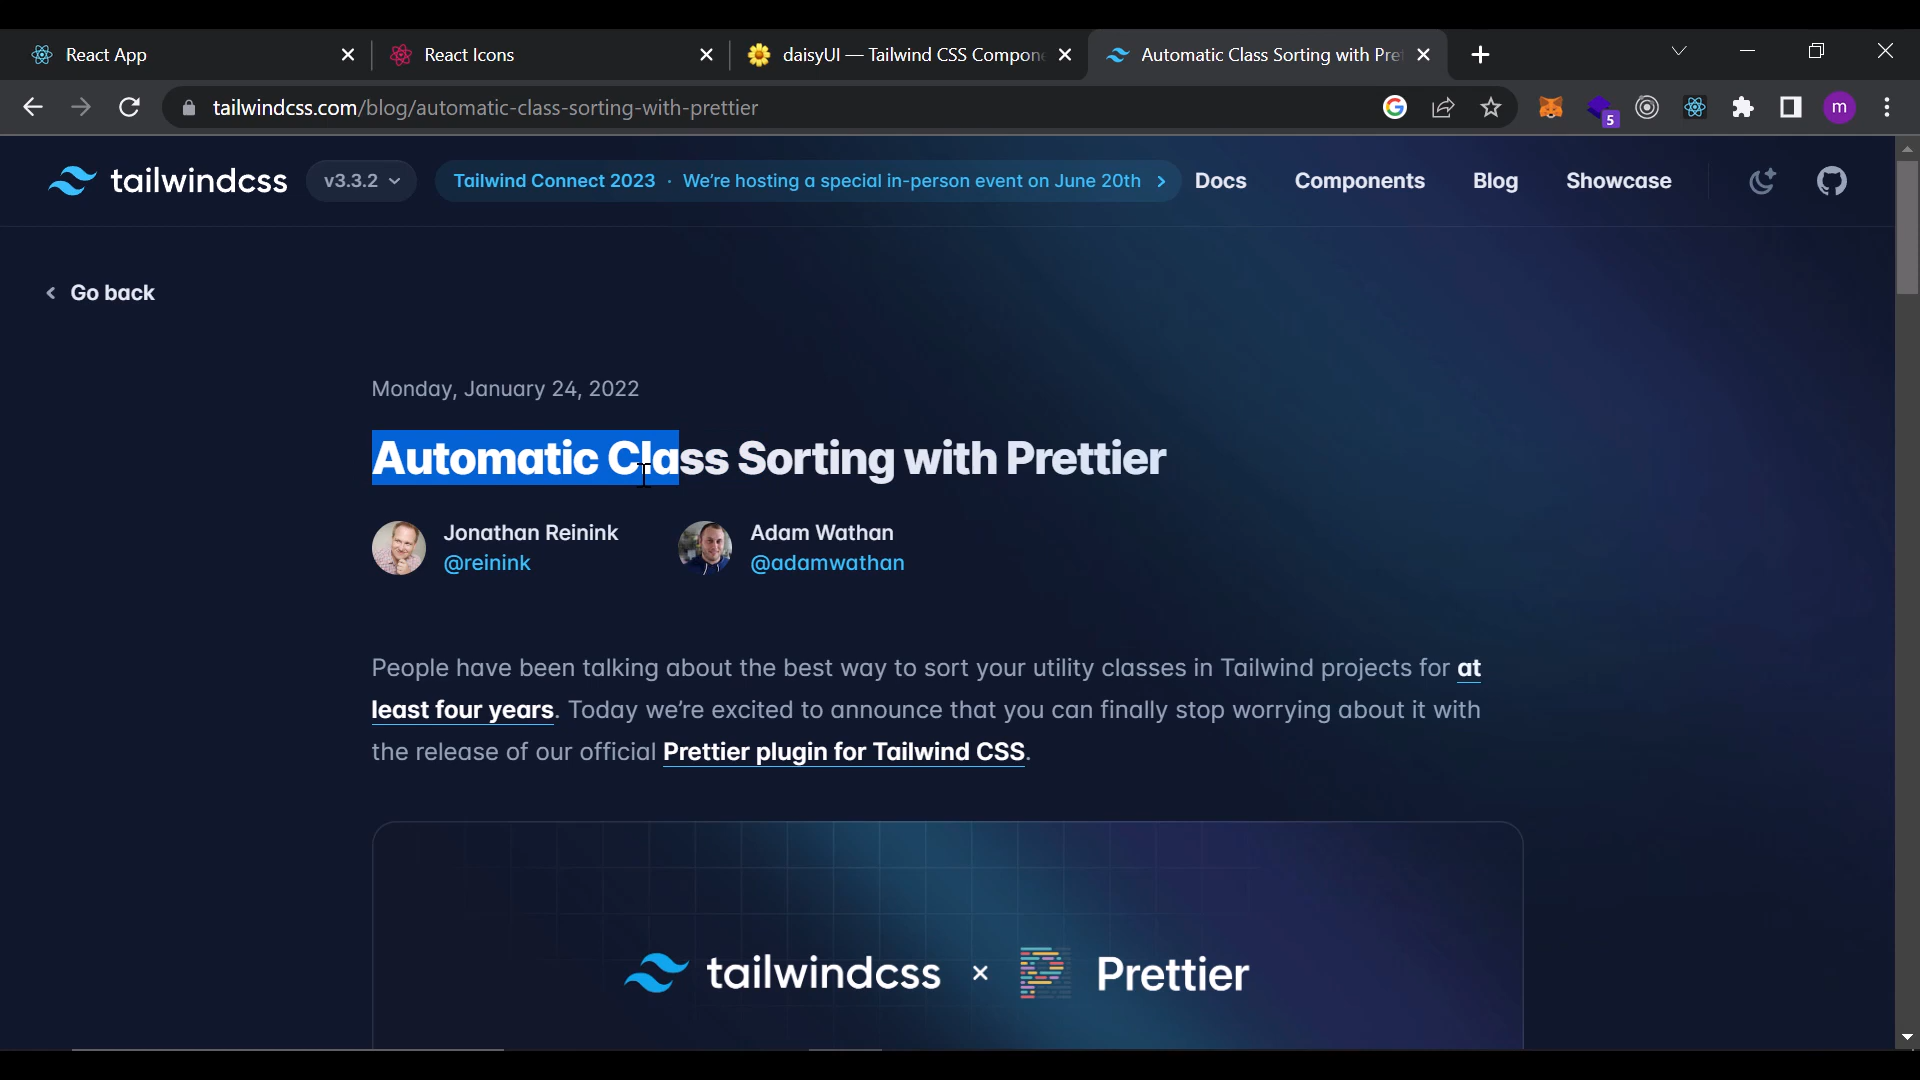 React App
React Icons
daisyUI — Tailwind CSS Compon
Automatic Class Sorting with Pre
tailwindcss.com/blog/automatic-class-sorting-with-prettier
5
m
tailwindcss
v3.3.2
Tailwind Connect 2023 · We're hosting a special in-person event on June 20th
Docs
Components
Blog
Showcase
Go back
Monday, January 24, 2022
Automatic Class Sorting with Prettier
Jonathan Reinink
@reinink
Adam Wathan
@adamwathan
People have been talking about the best way to sort your utility classes in Tailwind projects for at
least four years. Today we're excited to announce that you can finally stop worrying about it with
the release of our official Prettier plugin for Tailwind CSS.
tailwindcss × Prettier